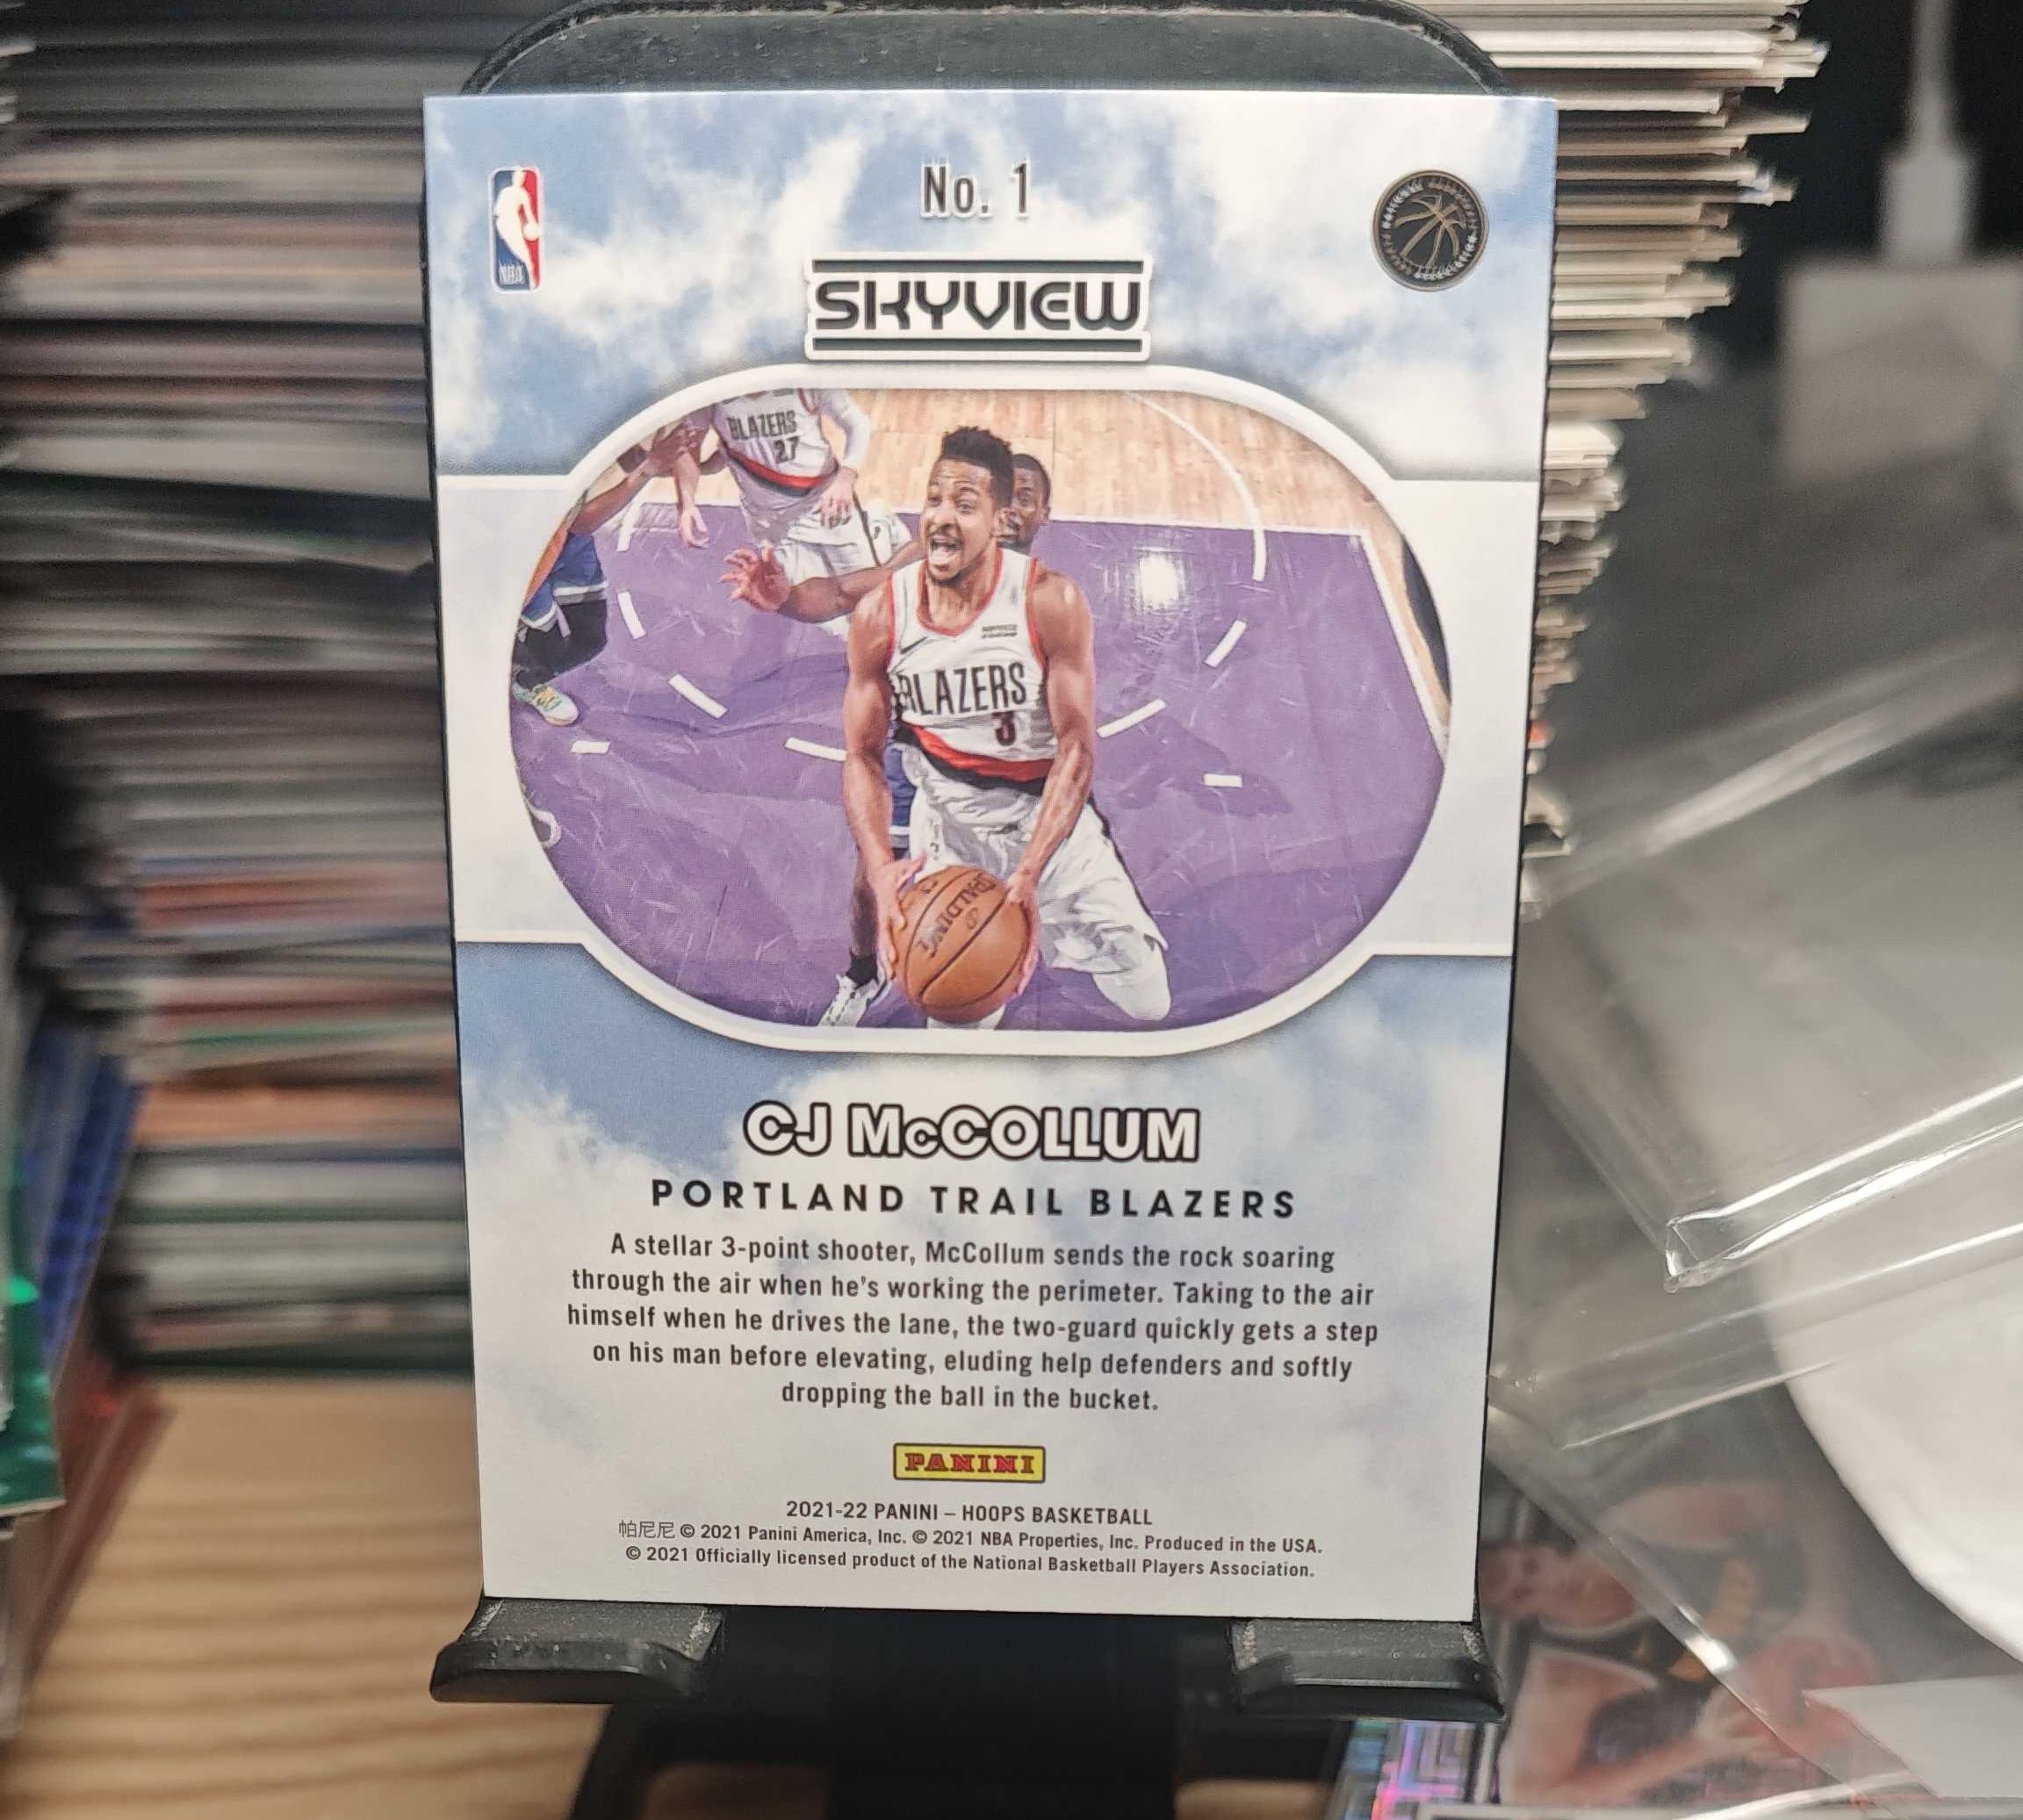 No. 1
NBA
SKYVIEW
BLAZERS
27
BLAZERS
3
SPALDING
CJ McCOLLUM
PORTLAND TRAIL BLAZERS
A stellar 3-point shooter, McCollum sends the rock soaring
through the air when he's working the perimeter. Taking to the air
himself when he drives the lane, the two-guard quickly gets a step
on his man before elevating, eluding help defenders and softly
dropping the ball in the bucket.
PANINI
2021-22 PANINI – HOOPS BASKETBALL
帕尼尼 © 2021 Panini America, Inc. © 2021 NBA Properties, Inc. Produced in the USA.
© 2021 Officially licensed product of the National Basketball Players Association.